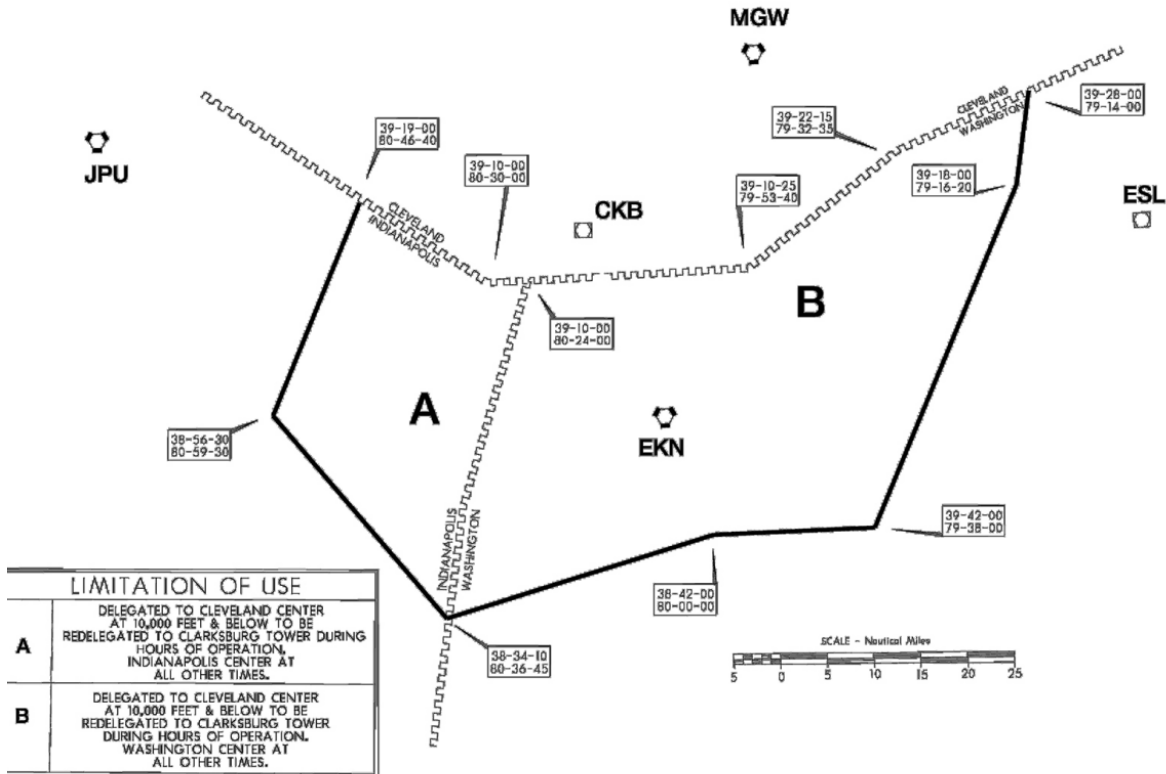 MGW
CLEVELAND
WASHINGTON
39-28-00
79-14-00
39-22-15
79-32-35
39-19-00
80-46-40
JPU
39-10-00
80-30-00
39-18-00
79-16-20
39-10-25
79-53-40
ESL
CKB
CLEVELAND
INDIANAPOLIS
B
39-10-00
80-24-00
A
EKN
38-56-30
80-59-30
39-42-00
79-38-00
INDIANAPOLIS
WASHINGTON
38-42-00
80-00-00
38-34-10
80-36-45
SCALE - Nautical Miles
5 0 5 10 15 20 25
LIMITATION OF USE
A
DELEGATED TO CLEVELAND CENTER
AT 10,000 FEET & BELOW TO BE
REDELEGATED TO CLARKSBURG TOWER DURING
HOURS OF OPERATION.
INDIANAPOLIS CENTER AT
ALL OTHER TIMES.
B
DELEGATED TO CLEVELAND CENTER
AT 10,000 FEET & BELOW TO BE
REDELEGATED TO CLARKSBURG TOWER
DURING HOURS OF OPERATION.
WASHINGTON CENTER AT
ALL OTHER TIMES.